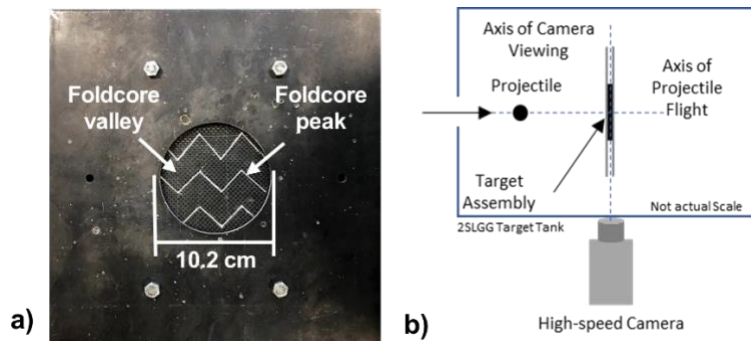 Foldcore
valley
Foldcore
peak
10.2 cm
a)
Axis of Camera
Viewing
Projectile
Axis of
Projectile
Flight
Target
Assembly
Not actual Scale
2SLGG Target Tank
High-speed Camera
b)